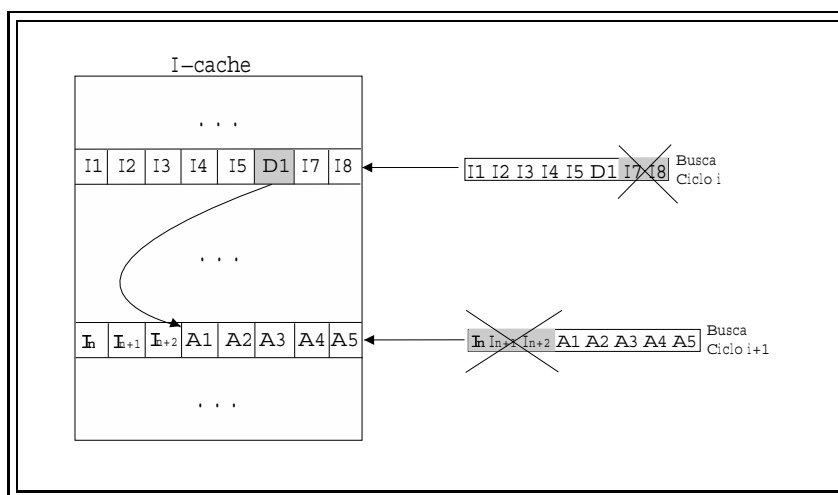 I-cache
. . .
I1 I2 I3 I4 I5 D1 I7 I8
I1 I2 I3 I4 I5 D1 I7 I8
Busca
Ciclo i
. . .
In In+1 In+2 A1 A2 A3 A4 A5
In In+1 In+2 A1 A2 A3 A4 A5
Busca
Ciclo i+1
. . .